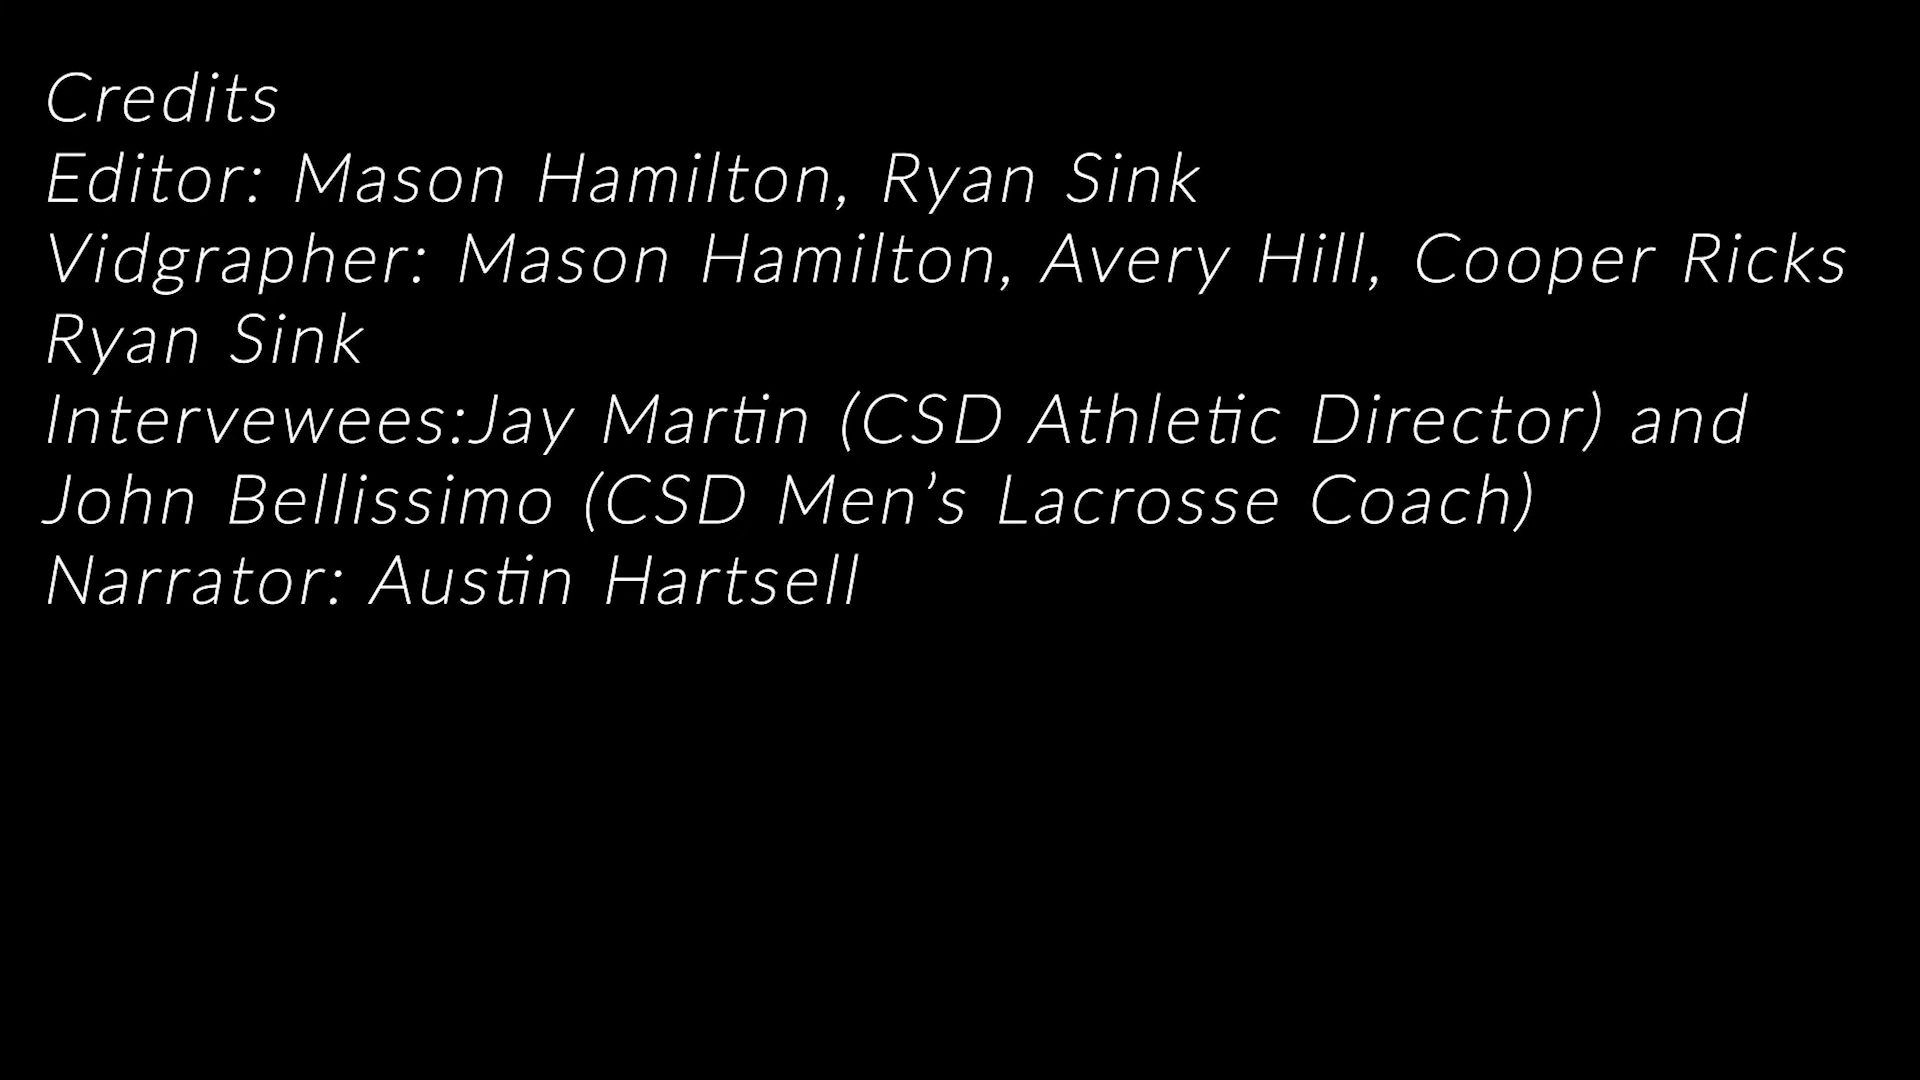 Credits
Editor: Mason Hamilton, Ryan Sink
Vidgrapher: Mason Hamilton, Avery Hill, Cooper Ricks
Ryan Sink
Intervewees:Jay Martin (CSD Athletic Director) and
John Bellissimo (CSD Men’s Lacrosse Coach)
Narrator: Austin Hartsell